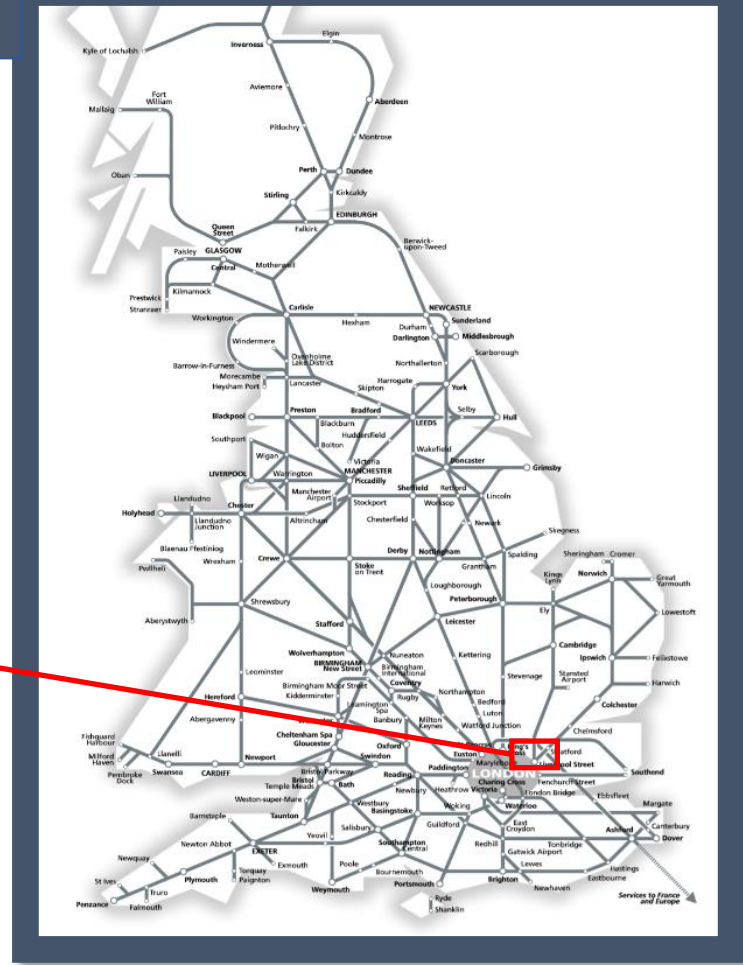 Elgin
Kyle of Lochalsh
Inverness
Aviemore
Fort
William
Aberdeen
Mallaig
Pitlochry
Montrose
Oban
Perth
Dundee
Stirling
Kirkcaldy
EDINBURGH
Queen
Street
Falkirk
Berwick-
upon-Tweed
Paisley
GLASGOW
Central
Motherwell
Kilmarnock
Prestwick
Stranraer
Carlisle
NEWCASTLE
Workington
Hexham
Sunderland
Durham
Darlington
Middlesbrough
Windermere
Scarborough
Oxenholme
Lake District
Northallerton
Barrow-in-Furness
Morecambe
Heysham Port
Lancaster
Harrogate
Skipton
York
Blackpool
Preston
Bradford
Selby
Hull
Blackburn
LEEDS
Southport
Bolton
Huddersfield
Wakefield
Wigan
Victoria
Doncaster
Grimsby
LIVERPOOL
Warrington
MANCHESTER
Piccadilly
Sheffield
Retford
Manchester
Airport
Lincoln
Llandudno
Stockport
Worksop
Holyhead
Chester
Llandudno
Junction
Altrincham
Chesterfield
Newark
Skegness
Blaenau Ffestiniog
Derby
Nottingham
Spalding
Sheringham
Cromer
Wrexham
Crewe
Stoke
on Trent
Grantham
Pwllheli
Kings
Lynn
Norwich
Great
Yarmouth
Loughborough
Shrewsbury
Peterborough
Ely
Lowestoft
Aberystwyth
Stafford
Leicester
Cambridge
Wolverhampton
Nuneaton
Kettering
Ipswich
Felixstowe
BIRMINGHAM
New Street
Birmingham
International
Leominster
Coventry
Stevenage
Stansted
Airport
Harwich
Birmingham Moor Street
Kidderminster
Rugby
Northampton
Hereford
Leamington
Spa
Bedford
Colchester
Abergavenny
Banbury
Milton
Keynes
Luton
Watford Junction
Chelmsford
Fishguard
Harbour
Cheltenham Spa
Gloucester
Oxford
Euston
Milford
Haven
Llanelli
Newport
Swindon
Liverpool Street
Pembroke
Dock
Swansea
CARDIFF
Bristol Parkway
Reading
Paddington
LONDON
Southend
Bristol
Temple Meads
Bath
Newbury
Heathrow
Victoria
Charing Cross
Fenchurch Street
London Bridge
Ebbsfleet
Weston-super-Mare
Westbury
Basingstoke
Woking
Waterloo
Margate
Barnstaple
Taunton
Salisbury
Guildford
East
Croydon
Canterbury
Yeovil
Ashford
Dover
Newton Abbot
EXETER
Southampton
Central
Redhill
Gatwick Airport
Tonbridge
Newquay
Exmouth
Poole
Bournemouth
Lewes
Hastings
St Ives
Plymouth
Torquay
Paignton
Portsmouth
Brighton
Newhaven
Eastbourne
Truro
Weymouth
Penzance
Falmouth
Ryde
Shanklin
Services to France
and Europe